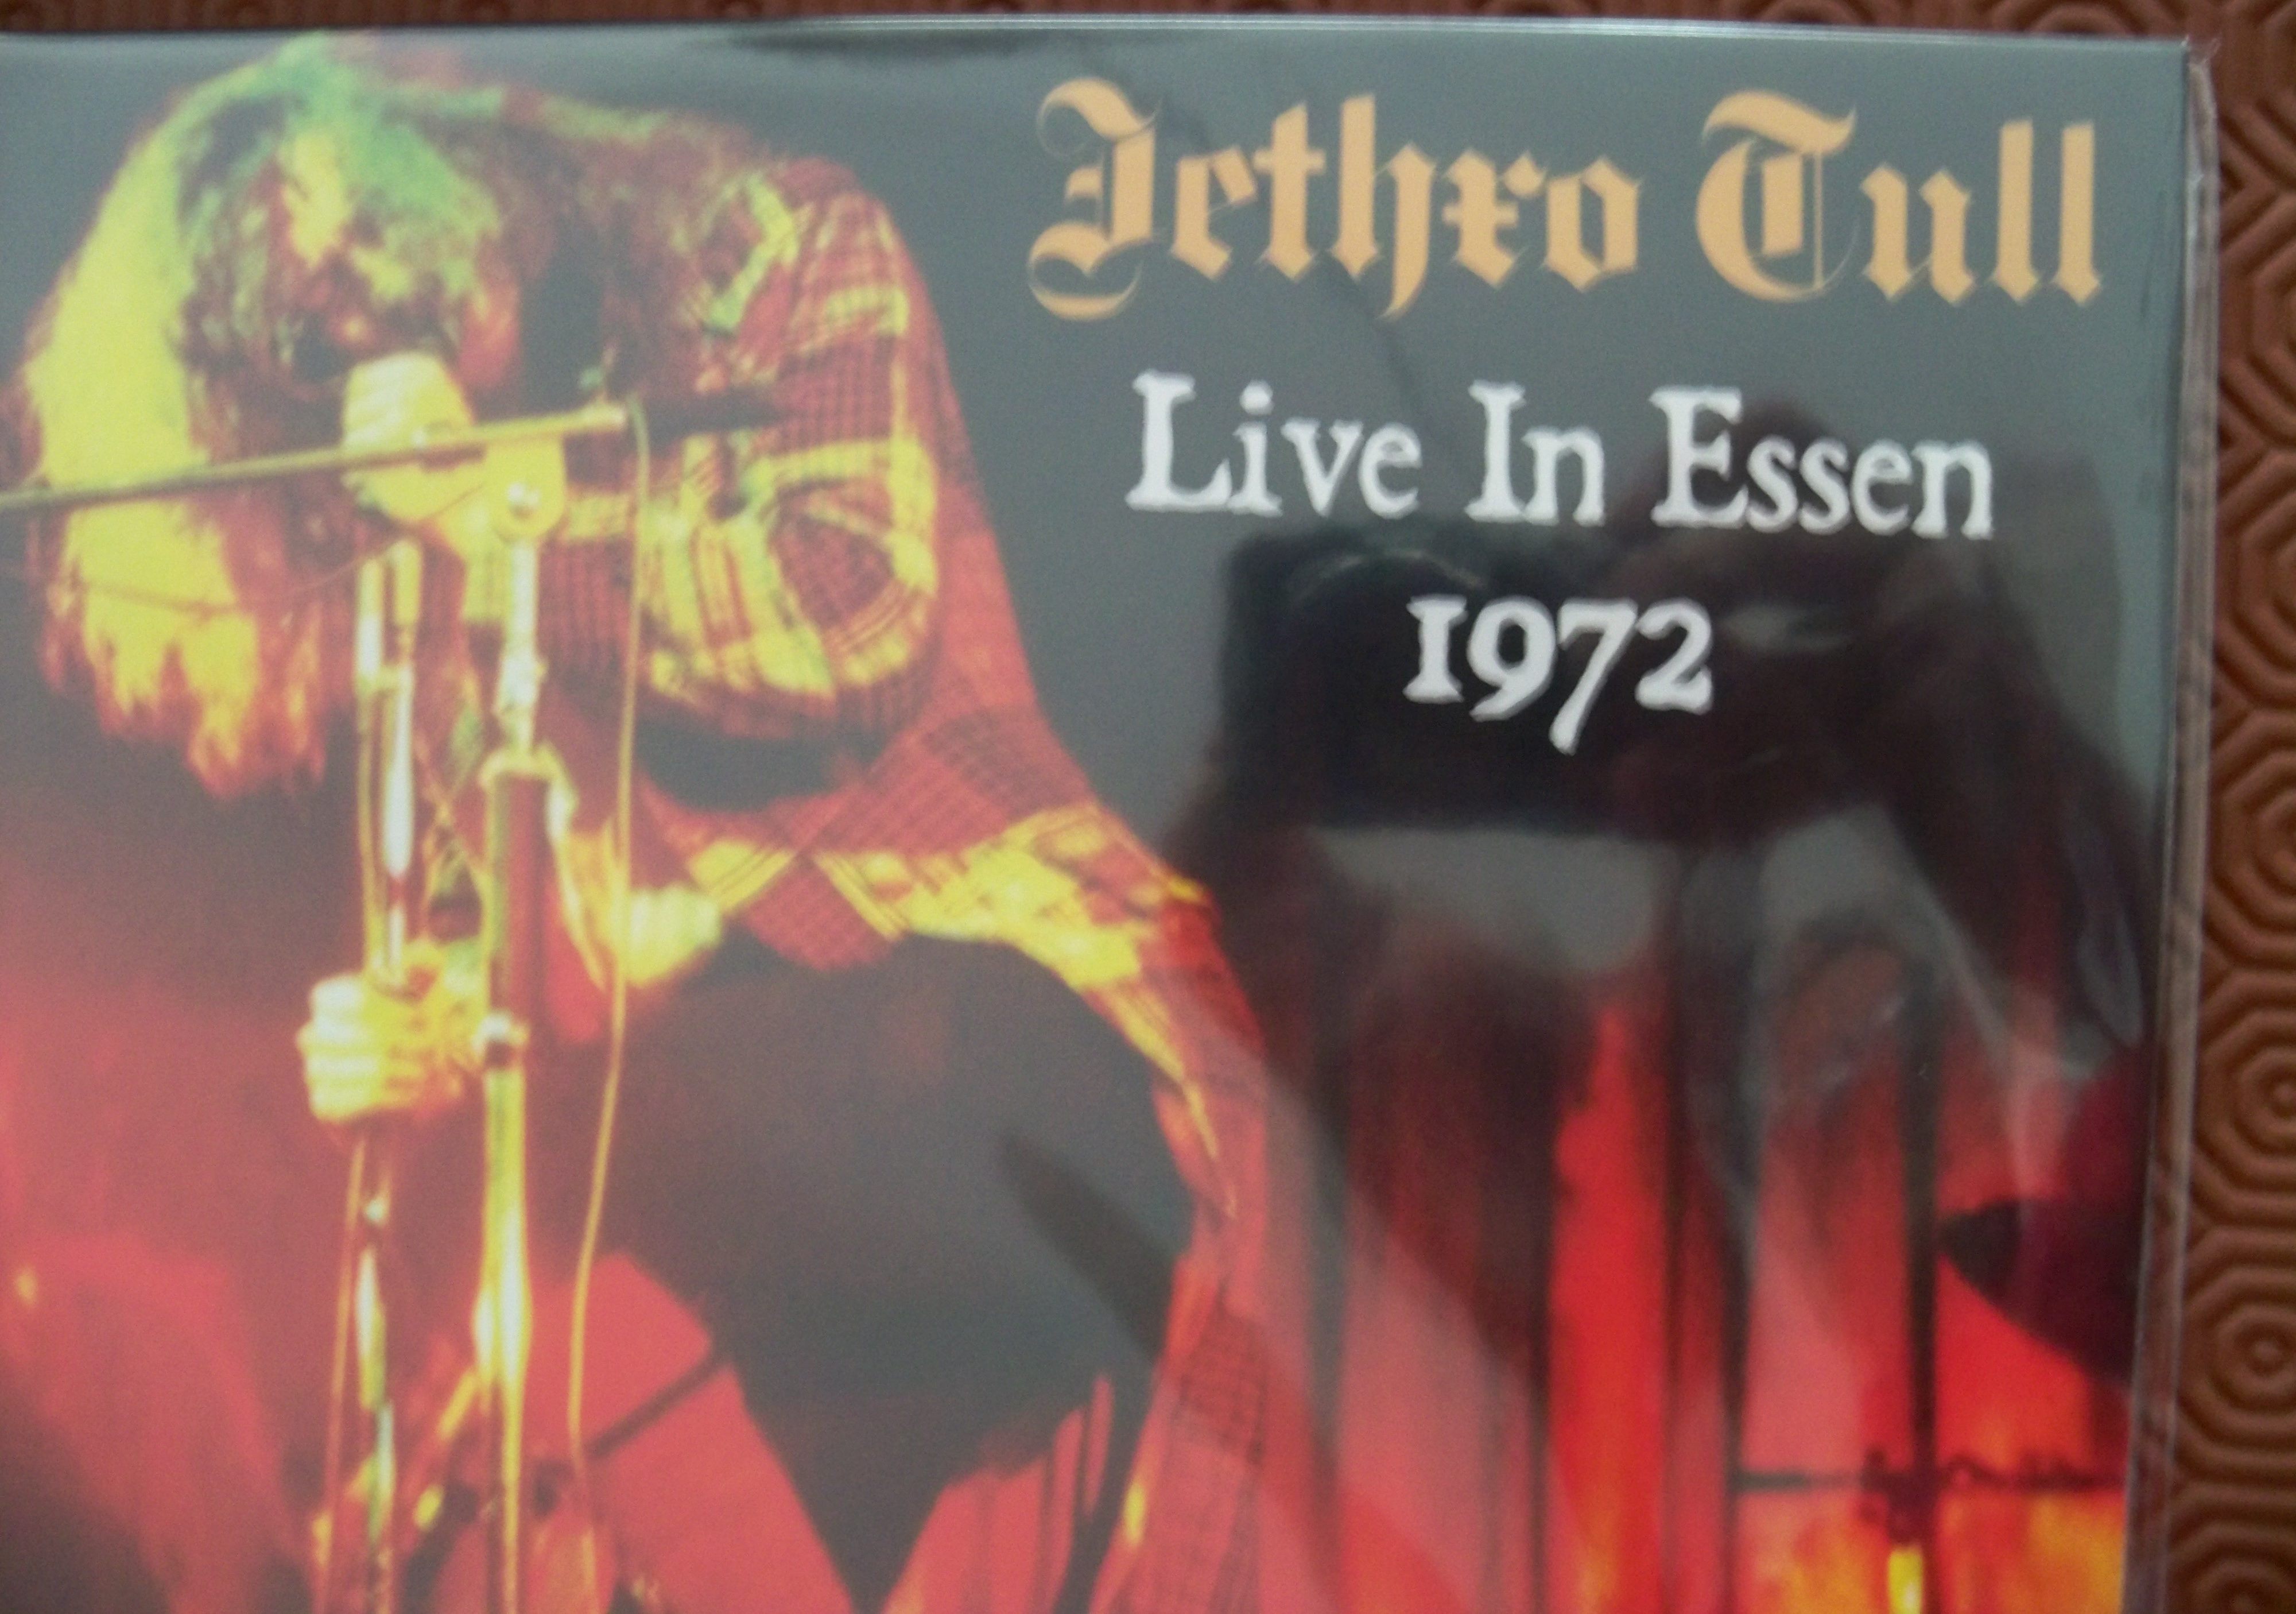 Jethro Tull
Live In Essen
1972